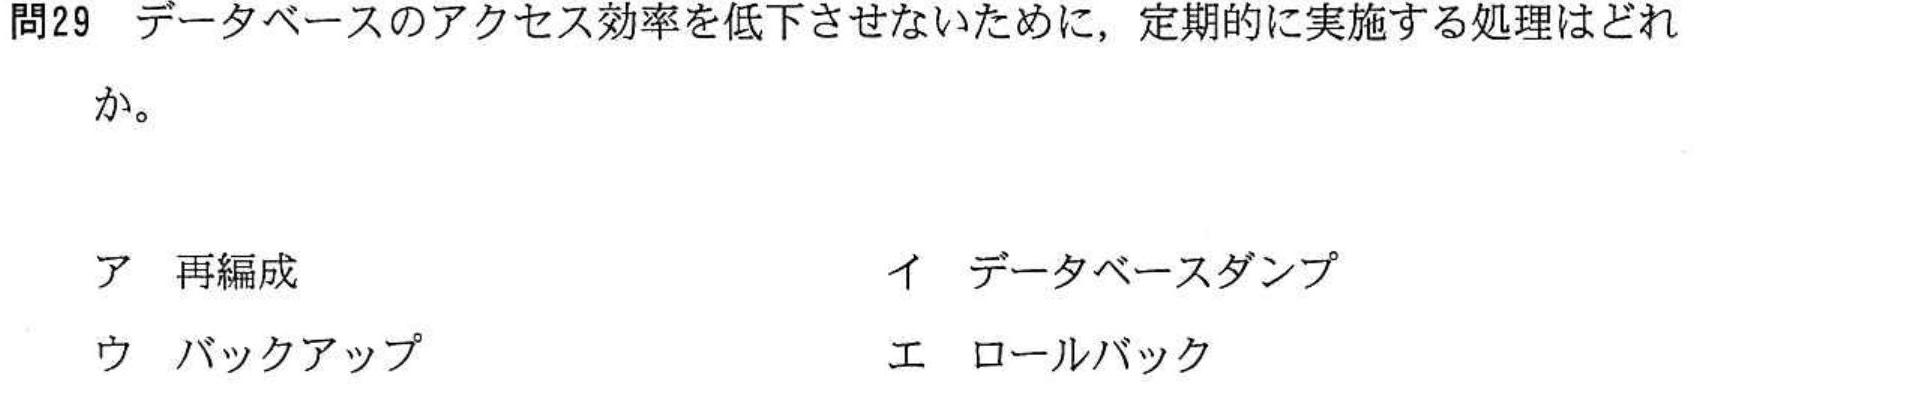 問29　データベースのアクセス効率を低下させないために，定期的に実施する処理はどれ
か。
ア　再編成　　イ　データベースダンプ
ウ　バックアップ　　エ　ロールバック